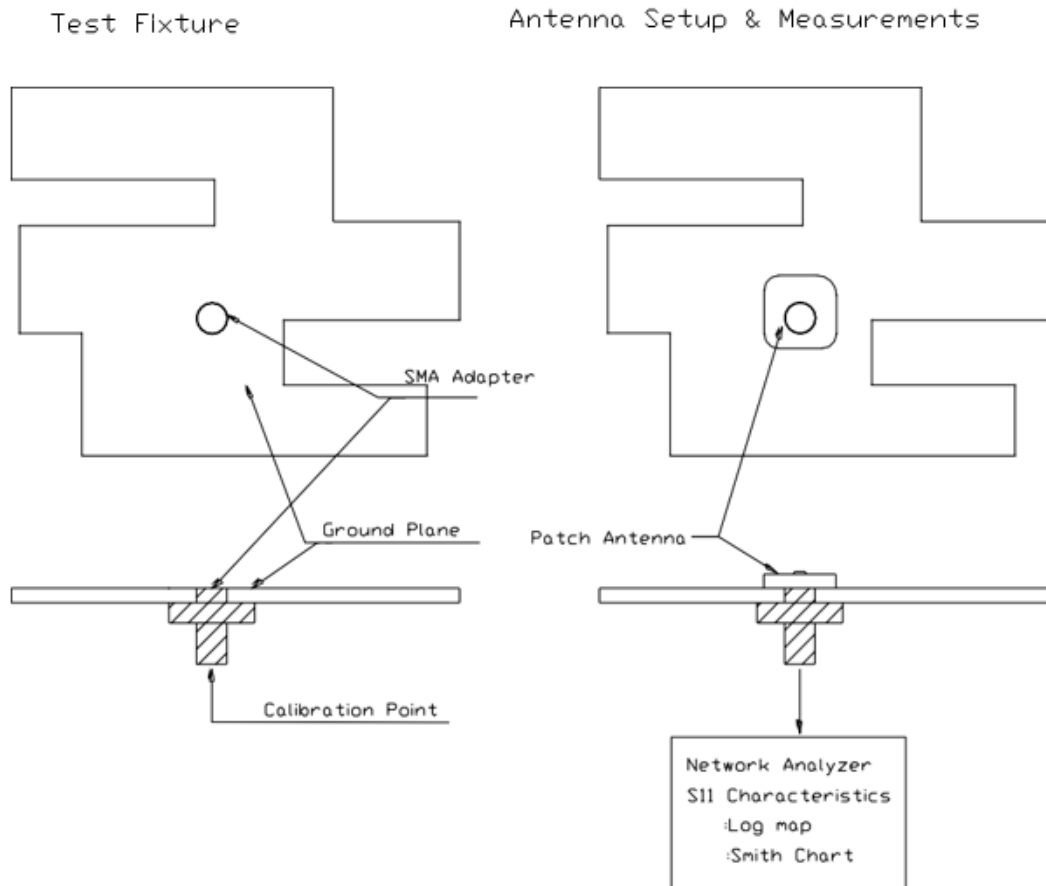 Test Fixture
Antenna Setup & Measurements
SMA Adapter
Ground Plane
Patch Antenna
Calibration Point
Network Analyzer
S11 Characteristics
:Log map
:Smith Chart